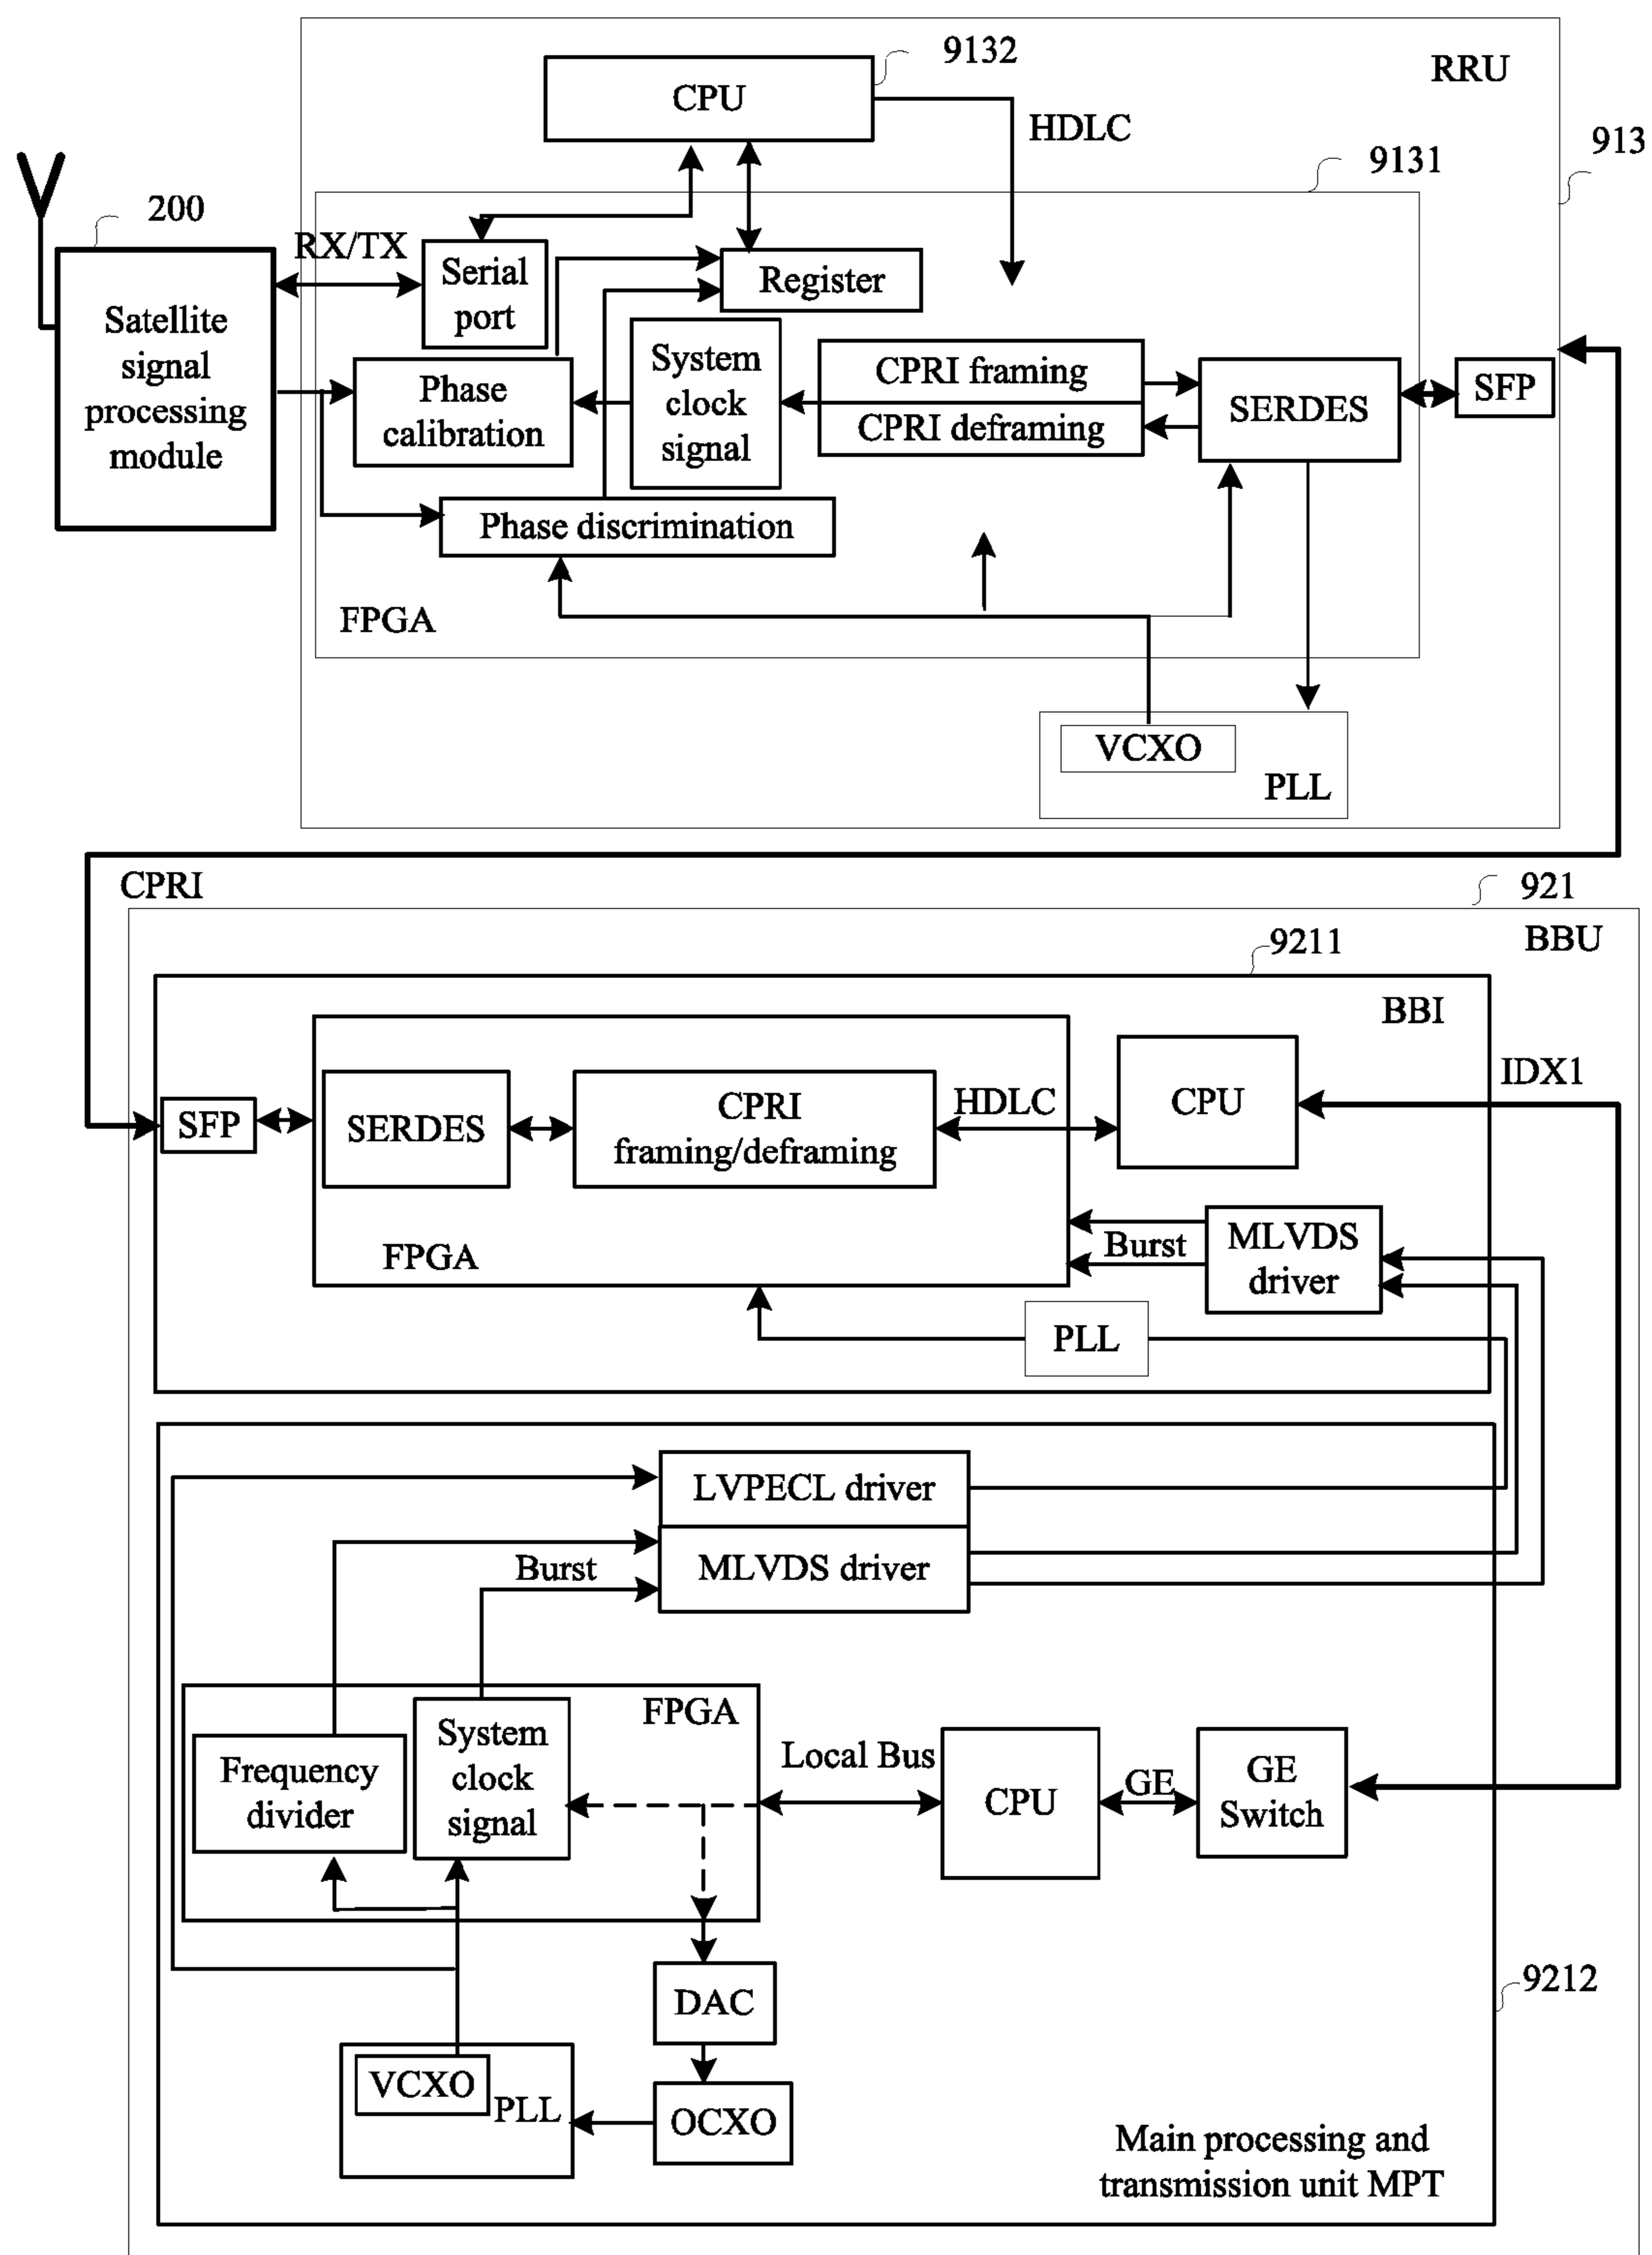 9132
RRU
CPU
HDLC
913
9131
200
RX/TX
Serial
port
Register
Satellite
signal
processing
module
Phase
calibration
System
clock
signal
CPRI framing
CPRI deframing
SERDES
SFP
Phase discrimination
FPGA
VCXO
PLL
CPRI
921
BBU
9211
BBI
IDX1
SFP
SERDES
CPRI
framing/deframing
HDLC
CPU
FPGA
Burst
MLVDS
driver
PLL
LVPECL driver
MLVDS driver
Burst
FPGA
System
clock
signal
Frequency
divider
Local Bus
CPU
GE
GE
Switch
9212
DAC
VCXO
PLL
OCXO
Main processing and
transmission unit MPT